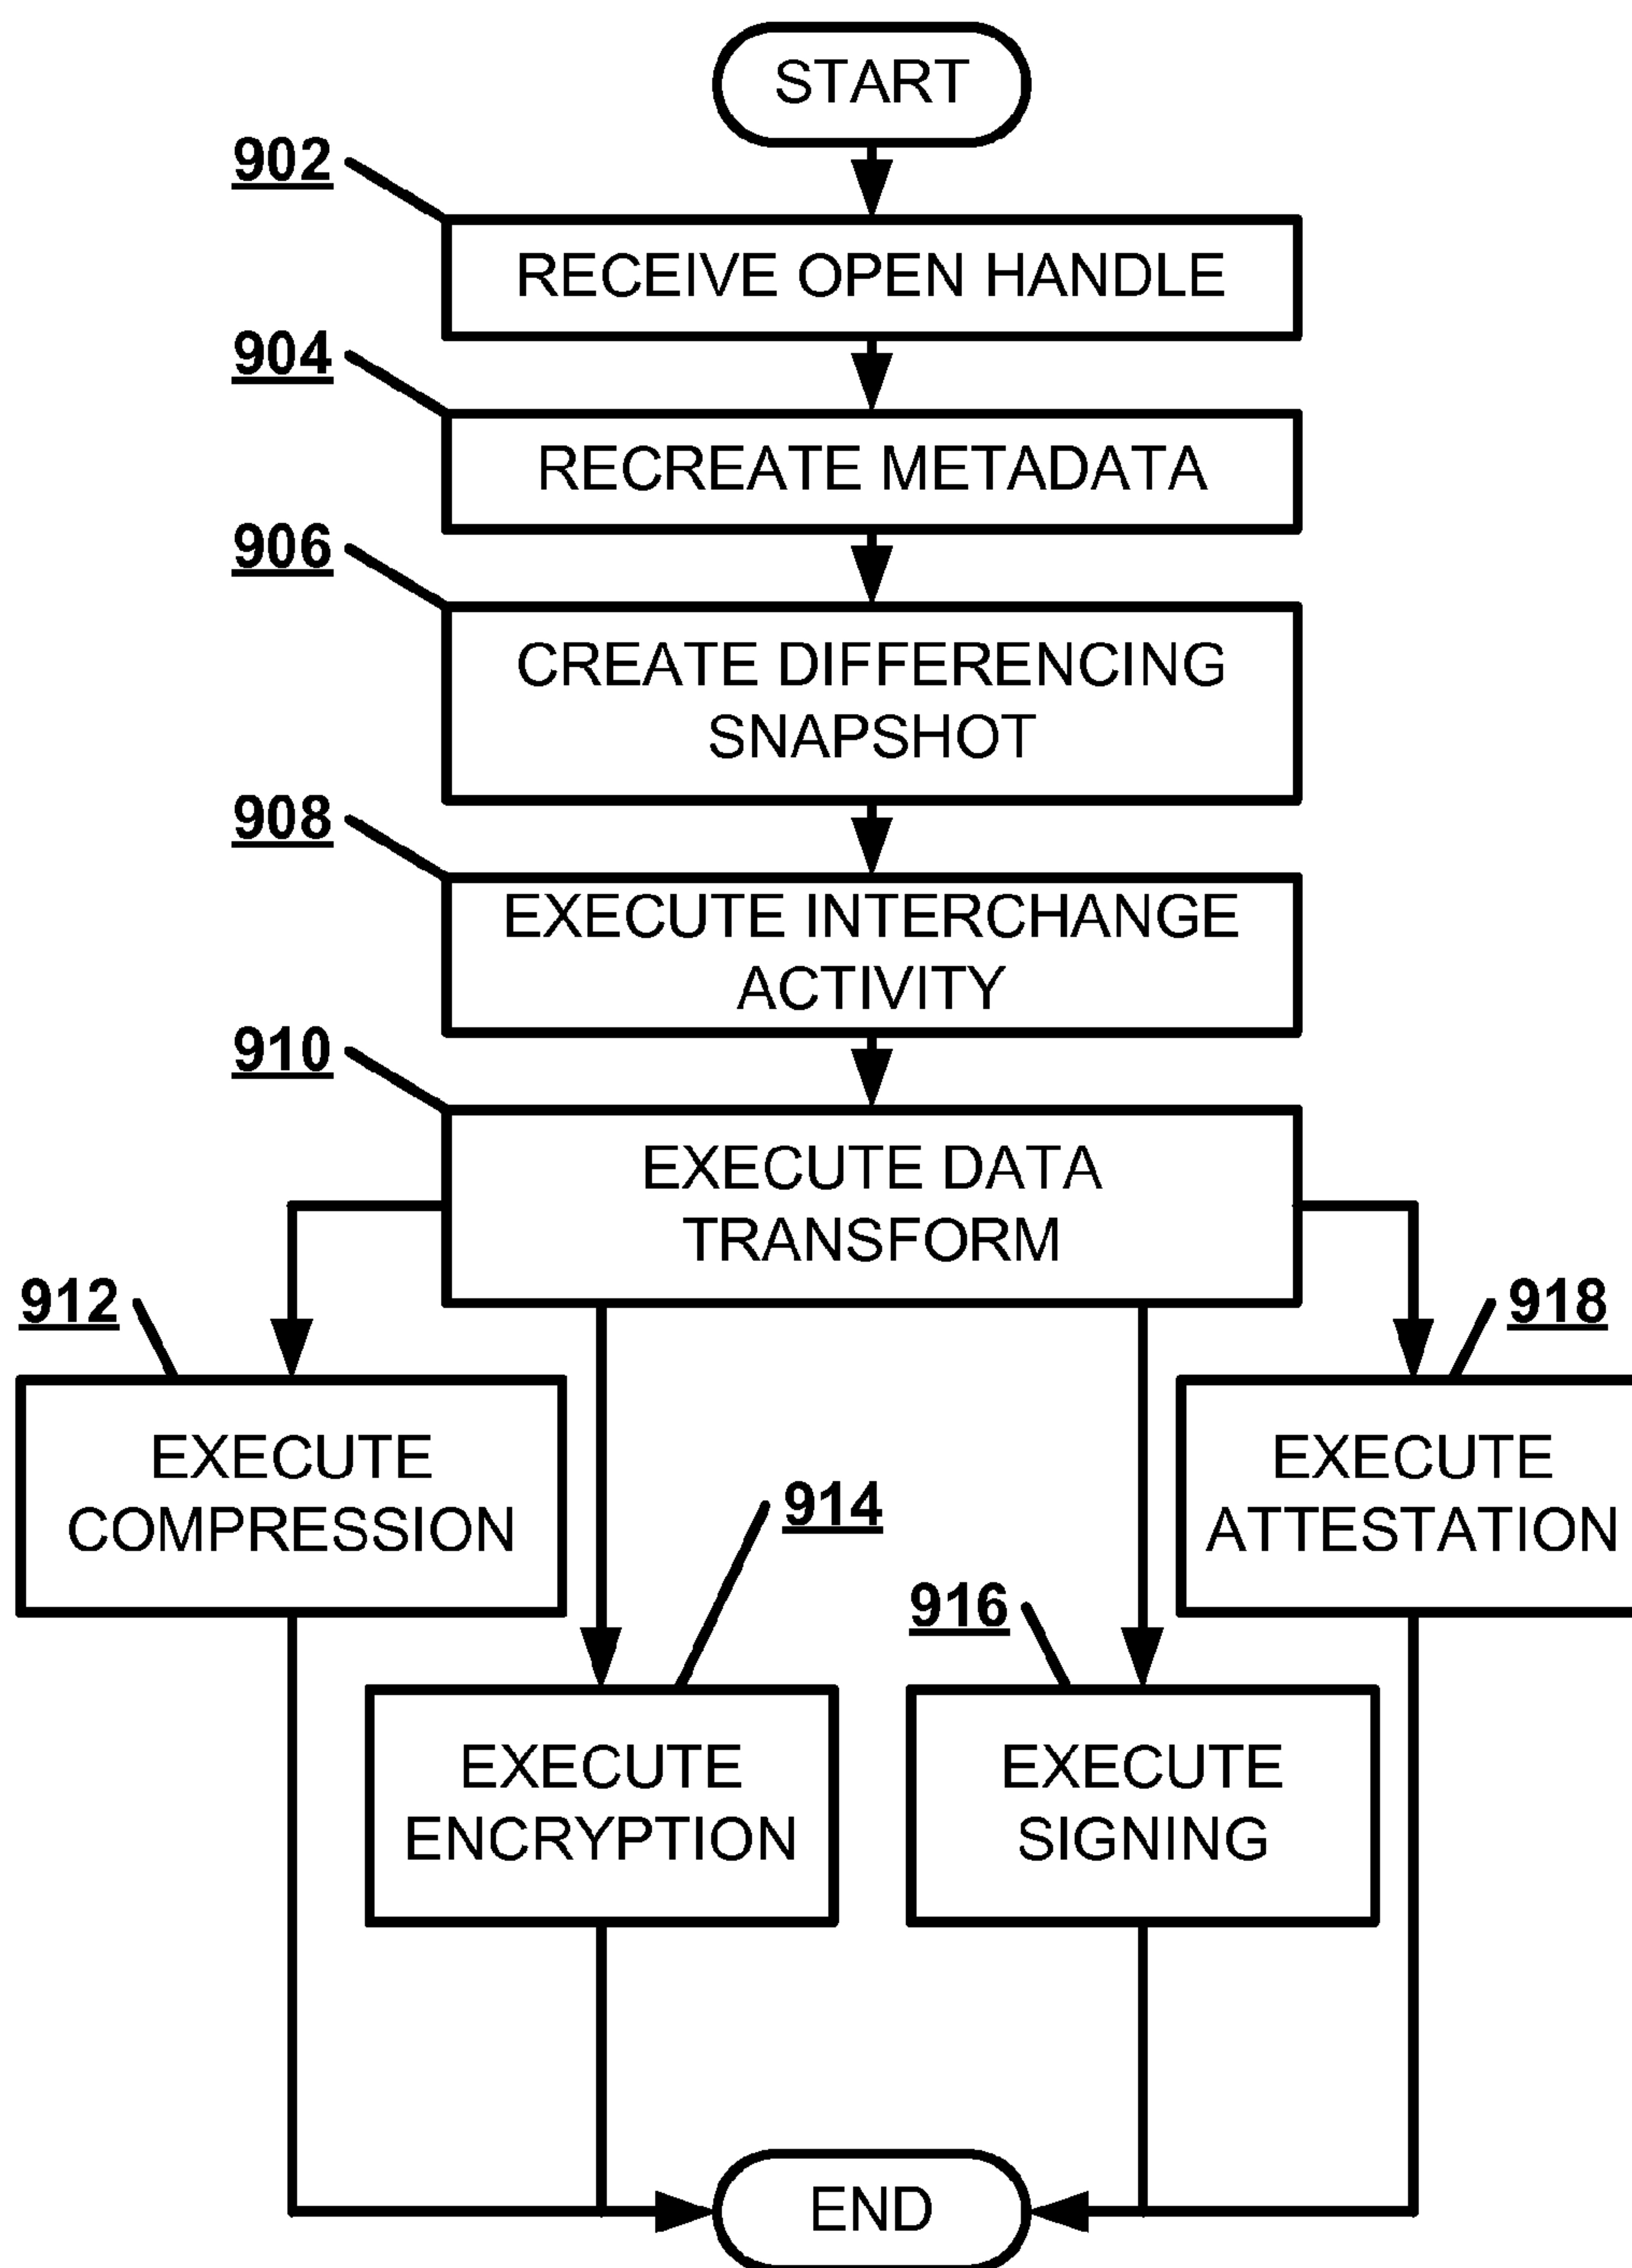 START
902
RECEIVE OPEN HANDLE
904
RECREATE METADATA
906
CREATE DIFFERENCING
SNAPSHOT
908
EXECUTE INTERCHANGE
ACTIVITY
910
EXECUTE DATA
TRANSFORM
912
EXECUTE
COMPRESSION
914
EXECUTE
ENCRYPTION
916
EXECUTE
SIGNING
918
EXECUTE
ATTESTATION
END